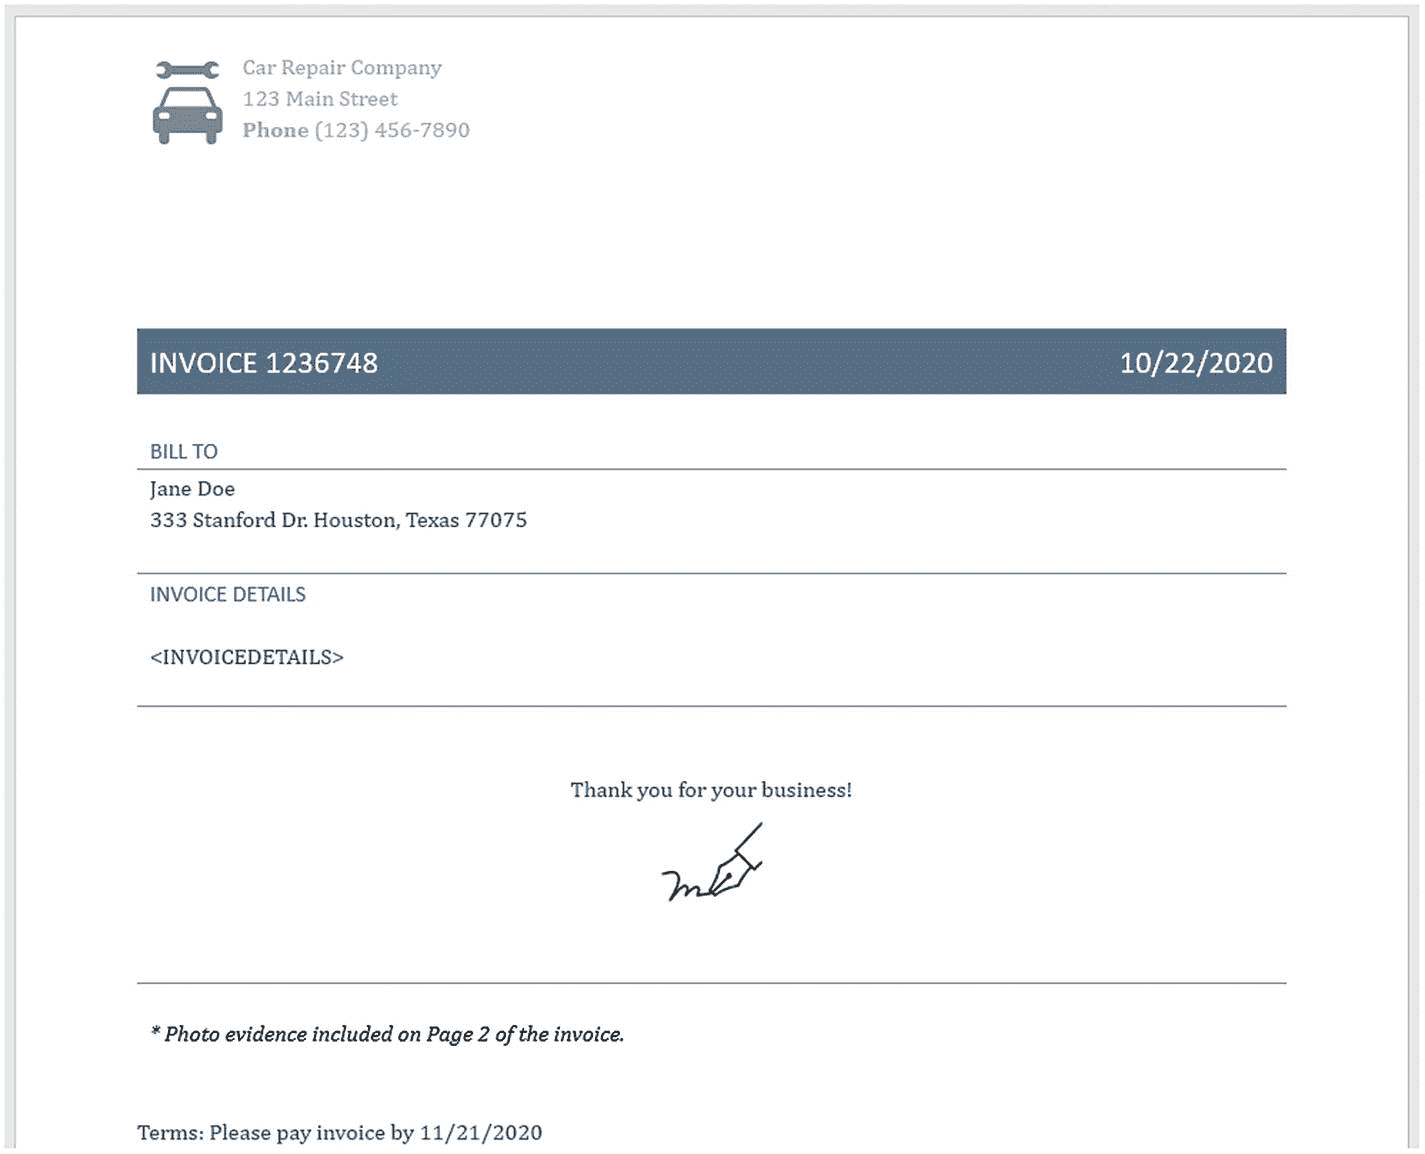 Car Repair Company
123 Main Street
Phone (123) 456-7890
INVOICE 1236748 10/22/2020
BILL TO
Jane Doe
333 Stanford Dr. Houston, Texas 77075
INVOICE DETAILS
<INVOICEDETAILS>
Thank you for your business!
* Photo evidence included on Page 2 of the invoice.
Terms: Please pay invoice by 11/21/2020